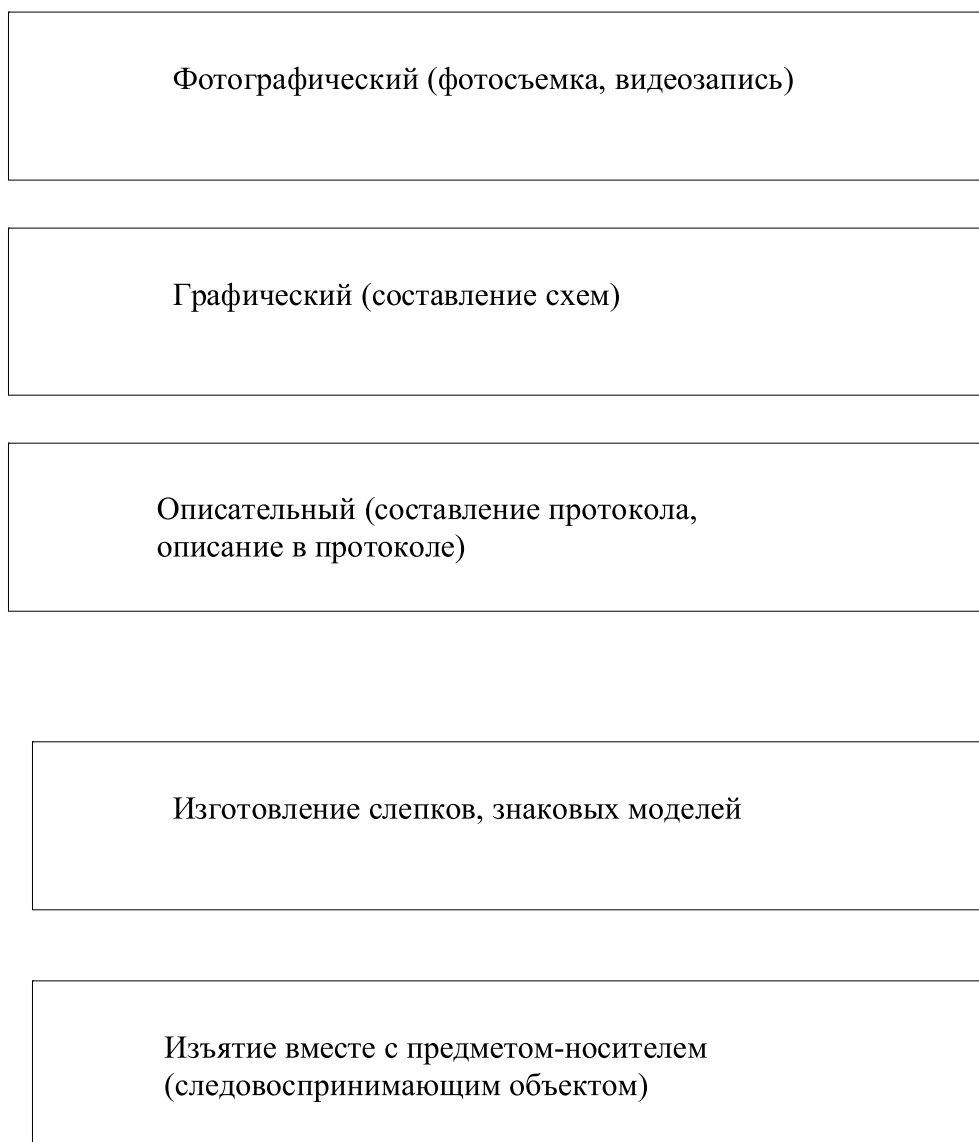 Фотографический (фотосъемка, видеозапись)
Графический (составление схем)
Описательный (составление протокола,
описание в протоколе)
Изготовление слепков, знаковых моделей
Изъятие вместе с предметом-носителем
(следовоспринимающим объектом)